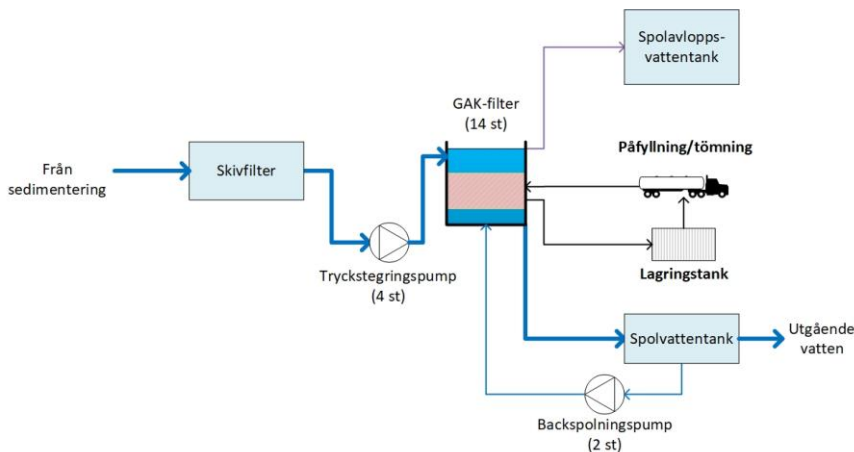 Spolavlopps-
vattentank
GAK-filter
(14 st)
Påfyllning/tömning
Från
sedimentering
Skivfilter
Tryckstegringspump
(4 st)
Lagringstank
Spolvattentank
Utgående
vatten
Backspolningspump
(2 st)